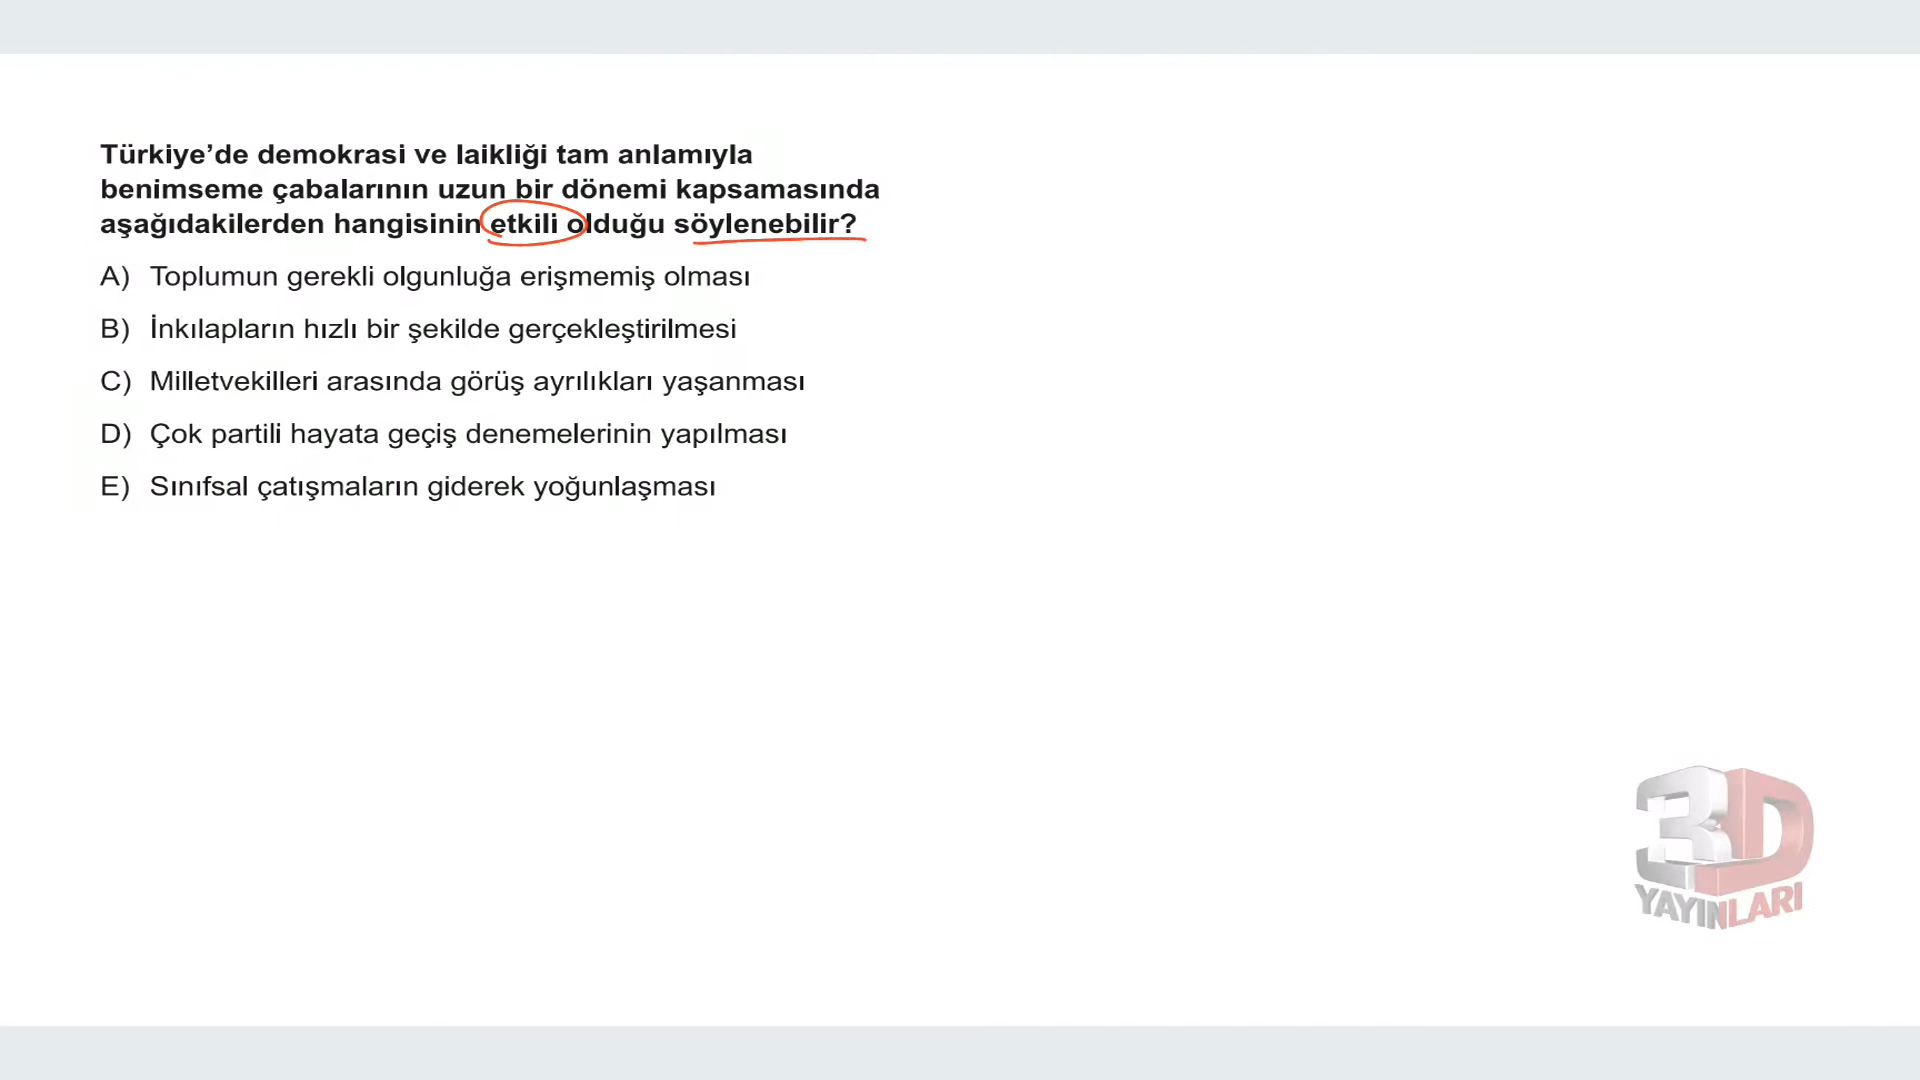 Türkiye’de demokrasi ve laikliği tam anlamıyla
benimseme çabalarının uzun bir dönemi kapsamasında
aşağıdakilerden hangisinin etkili olduğu söylenebilir?
A) Toplumun gerekli olgunluğa erişmemiş olması
B) İnkılapların hızlı bir şekilde gerçekleştirilmesi
C) Milletvekilleri arasında görüş ayrılıkları yaşanması
D) Çok partili hayata geçiş denemelerinin yapılması
E) Sınıfsal çatışmaların giderek yoğunlaşması
3D
YAYINLARI